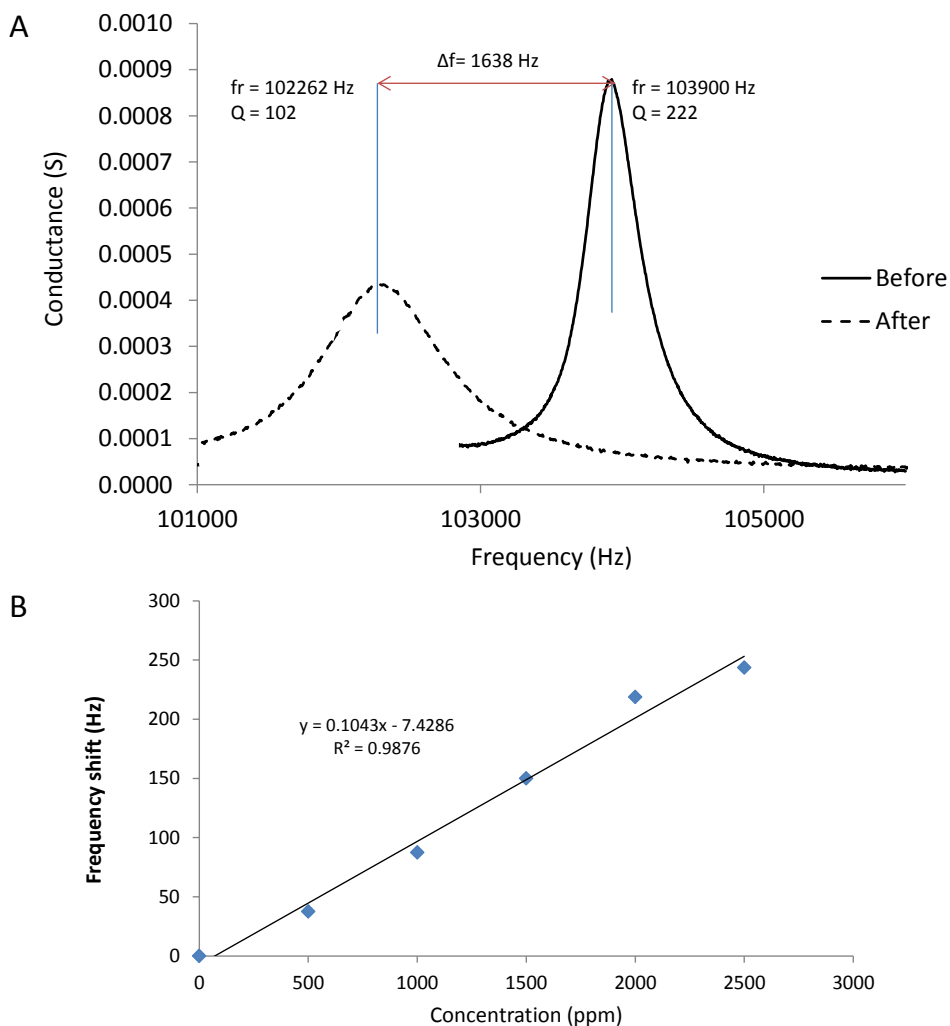 A
0.0010
0.0009
0.0008
0.0007
0.0006
0.0005
0.0004
0.0003
0.0002
0.0001
0.0000
Conductance (S)
Δf= 1638 Hz
fr = 102262 Hz
Q = 102
fr = 103900 Hz
Q = 222
Before
After
101000 103000 105000
Frequency (Hz)
B
300
250
200
150
100
50
0
Frequency shift (Hz)
y = 0.1043x - 7.4286
R² = 0.9876
0 500 1000 1500 2000 2500 3000
Concentration (ppm)